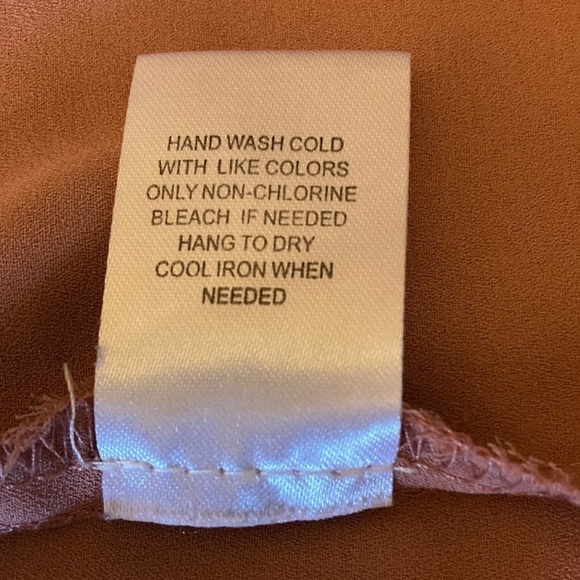 HAND WASH COLD
WITH LIKE COLORS
ONLY NON-CHLORINE
BLEACH IF NEEDED
HANG TO DRY
COOL IRON WHEN
NEEDED